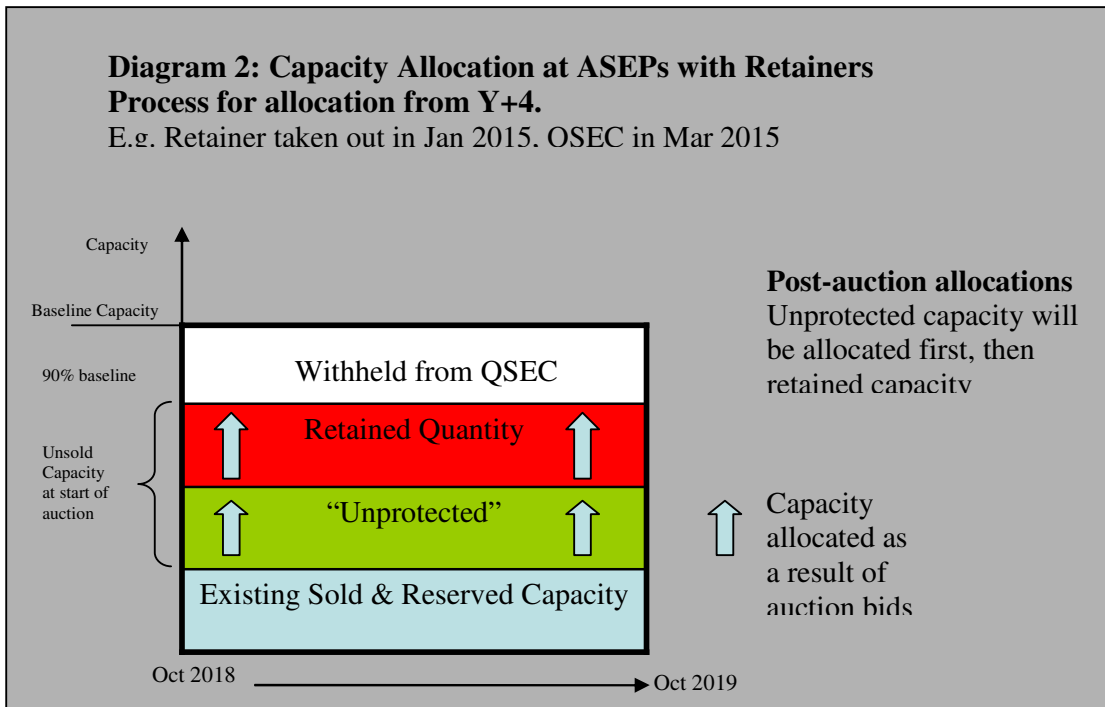 Diagram 2: Capacity Allocation at ASEPs with Retainers
Process for allocation from Y+4.
E.g. Retainer taken out in Jan 2015, QSEC in Mar 2015
Capacity
Baseline Capacity
90% baseline
Unsold
Capacity
at start of
auction
Withheld from QSEC
Retained Quantity
“Unprotected”
Existing Sold & Reserved Capacity
Oct 2018
Oct 2019
Post-auction allocations
Unprotected capacity will
be allocated first, then
retained capacity
Capacity
allocated as
a result of
auction bids